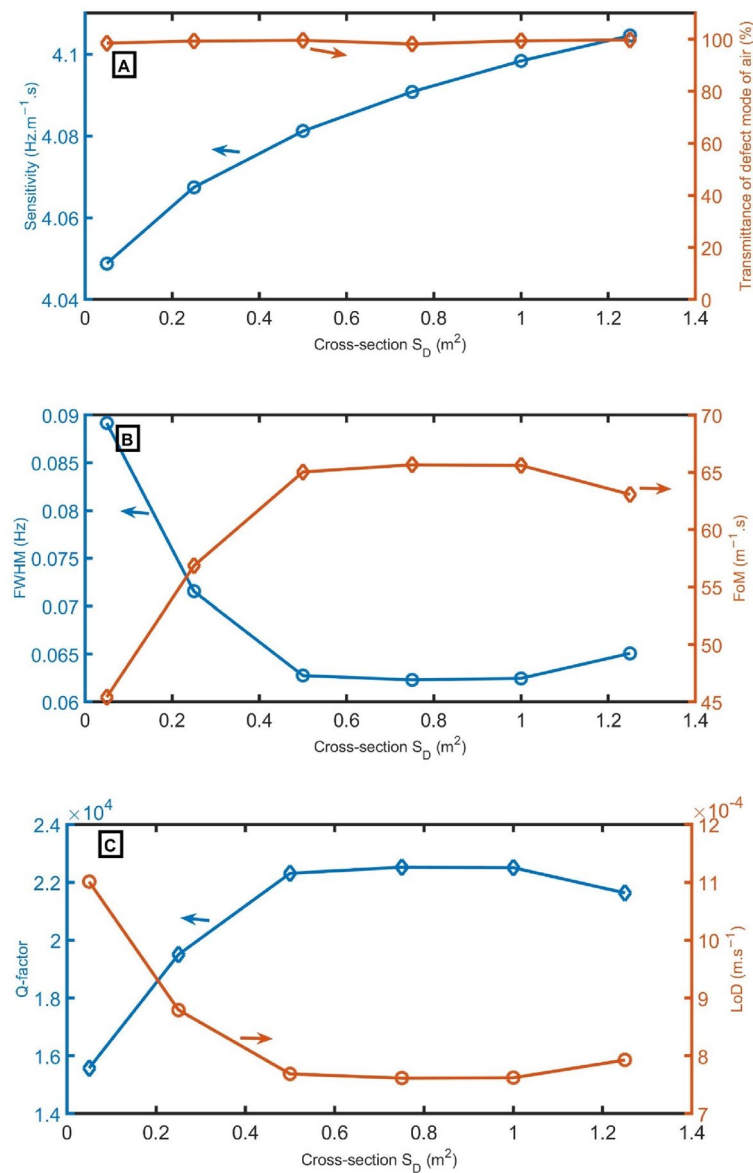 A
Sensitivity (Hz.m⁻¹.s)
4.1
4.08
4.06
4.04
100
80
60
40
20
0
Transmittance of defect mode of air (%)
0 0.2 0.4 0.6 0.8 1 1.2 1.4
Cross-section S_D (m²)
B
FWHM (Hz)
0.09
0.085
0.08
0.075
0.07
0.065
0.06
70
65
60
55
50
45
FoM (m⁻¹.s)
0 0.2 0.4 0.6 0.8 1 1.2 1.4
Cross-section S_D (m²)
C
×10⁴
Q-factor
2.4
2.2
2
1.8
1.6
1.4
×10⁻⁴
12
11
10
9
8
7
LoD (m.s⁻¹)
0 0.2 0.4 0.6 0.8 1 1.2 1.4
Cross-section S_D (m²)